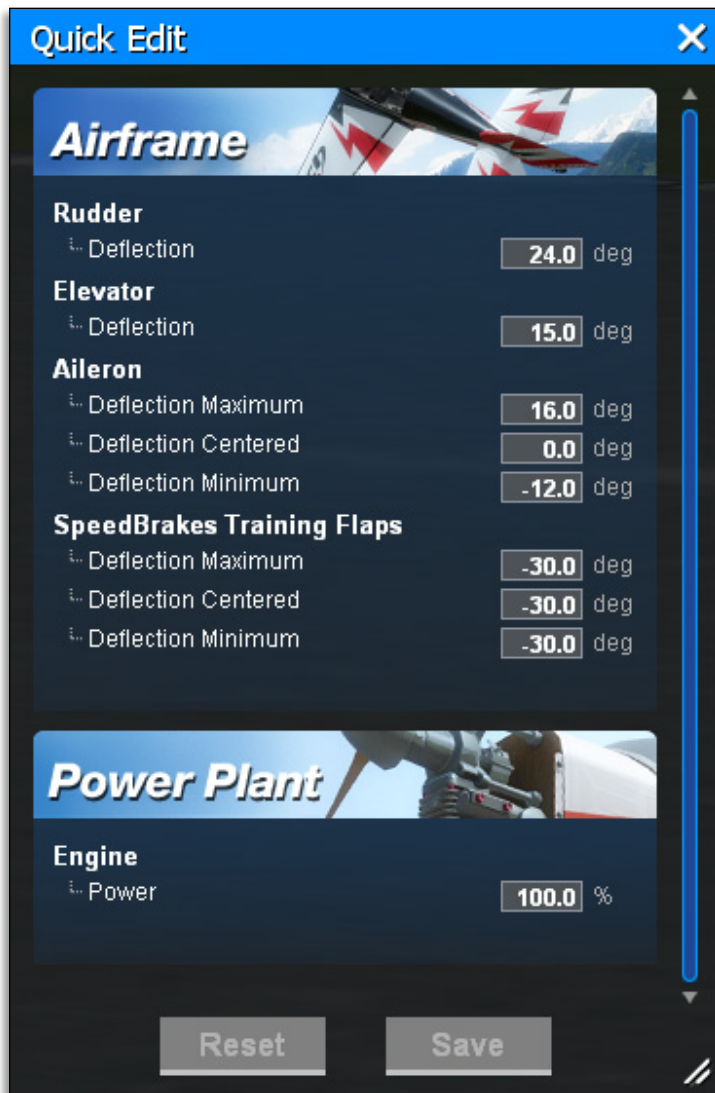 Quick Edit
Airframe
Rudder
Deflection 24.0 deg
Elevator
Deflection 15.0 deg
Aileron
Deflection Maximum 16.0 deg
Deflection Centered 0.0 deg
Deflection Minimum -12.0 deg
SpeedBrakes Training Flaps
Deflection Maximum -30.0 deg
Deflection Centered -30.0 deg
Deflection Minimum -30.0 deg
Power Plant
Engine
Power 100.0 %
Reset Save